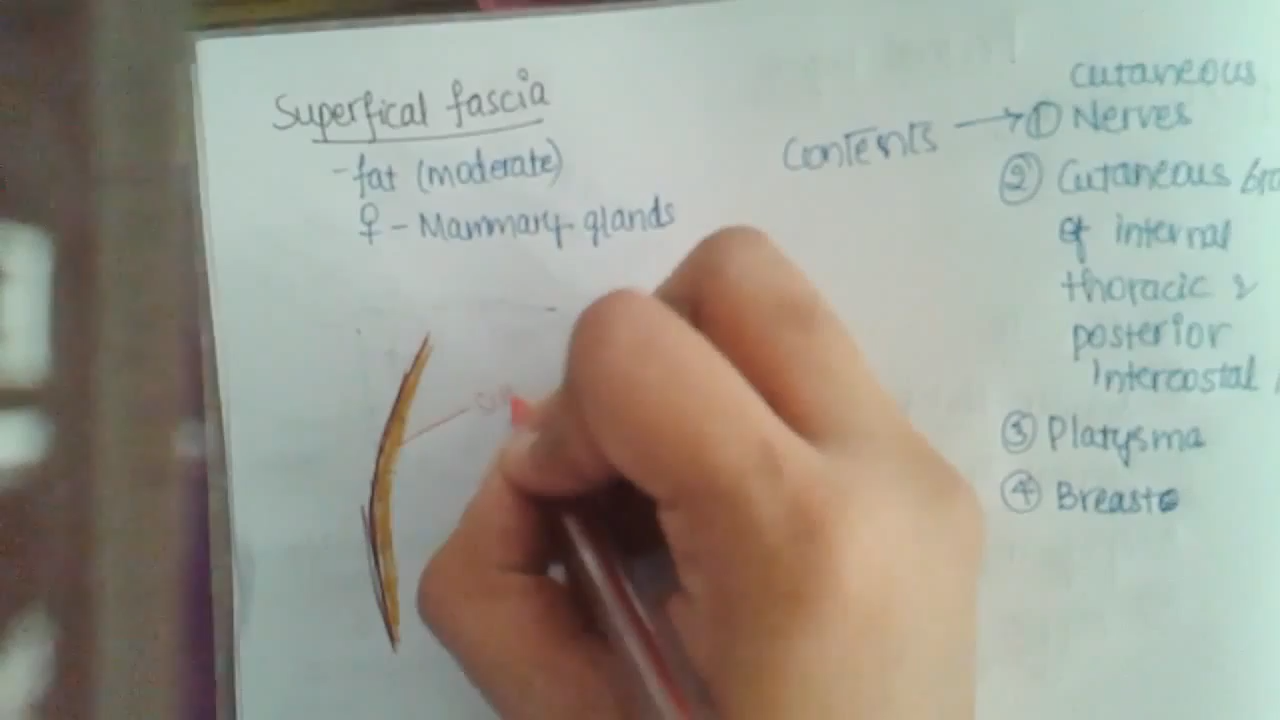 Superfical fascia
- fat (moderate)
♀ - Mammary glands
Contents → ① Cutaneous
Nerves
② Cutaneous
of internal
thoracic &
posterior
Intercostal
③ Platysma
④ Breast